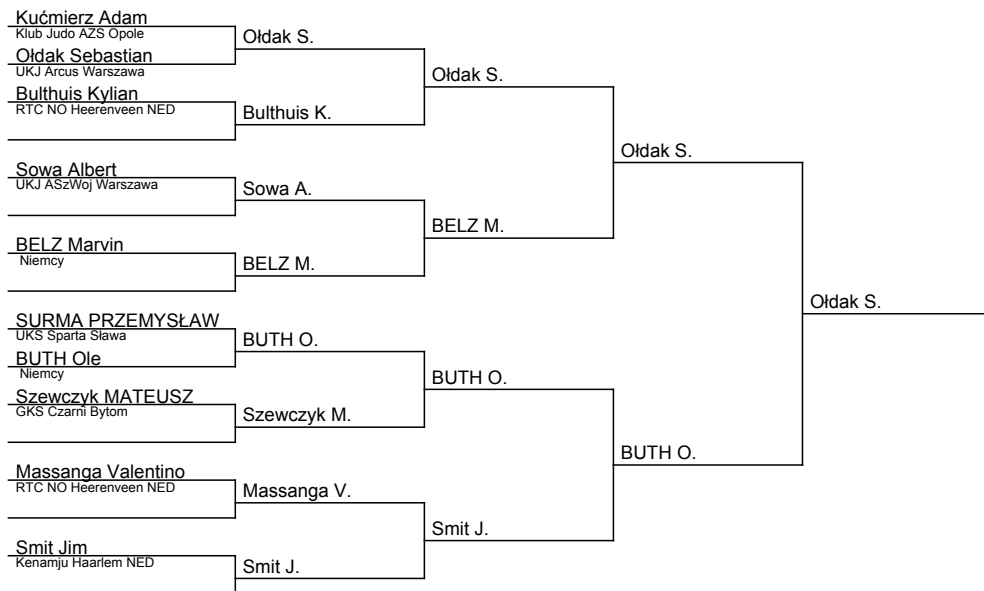 Kućmierz Adam
Klub Judo AZS Opole
Ołdak Sebastian
UKJ Arcus Warszawa
Bulthuis Kylian
RTC NO Heerenveen NED
Sowa Albert
UKJ ASzWoj Warszawa
BELZ Marvin
Niemcy
SURMA PRZEMYSŁAW
UKS Sparta Sława
BUTH Ole
Niemcy
Szewczyk MATEUSZ
GKS Czarni Bytom
Massanga Valentino
RTC NO Heerenveen NED
Smit Jim
Kenamju Haarlem NED
Ołdak S.
Bulthuis K.
Sowa A.
BELZ M.
BUTH O.
Szewczyk M.
Massanga V.
Smit J.
Ołdak S.
BELZ M.
BUTH O.
Smit J.
Ołdak S.
BUTH O.
Ołdak S.